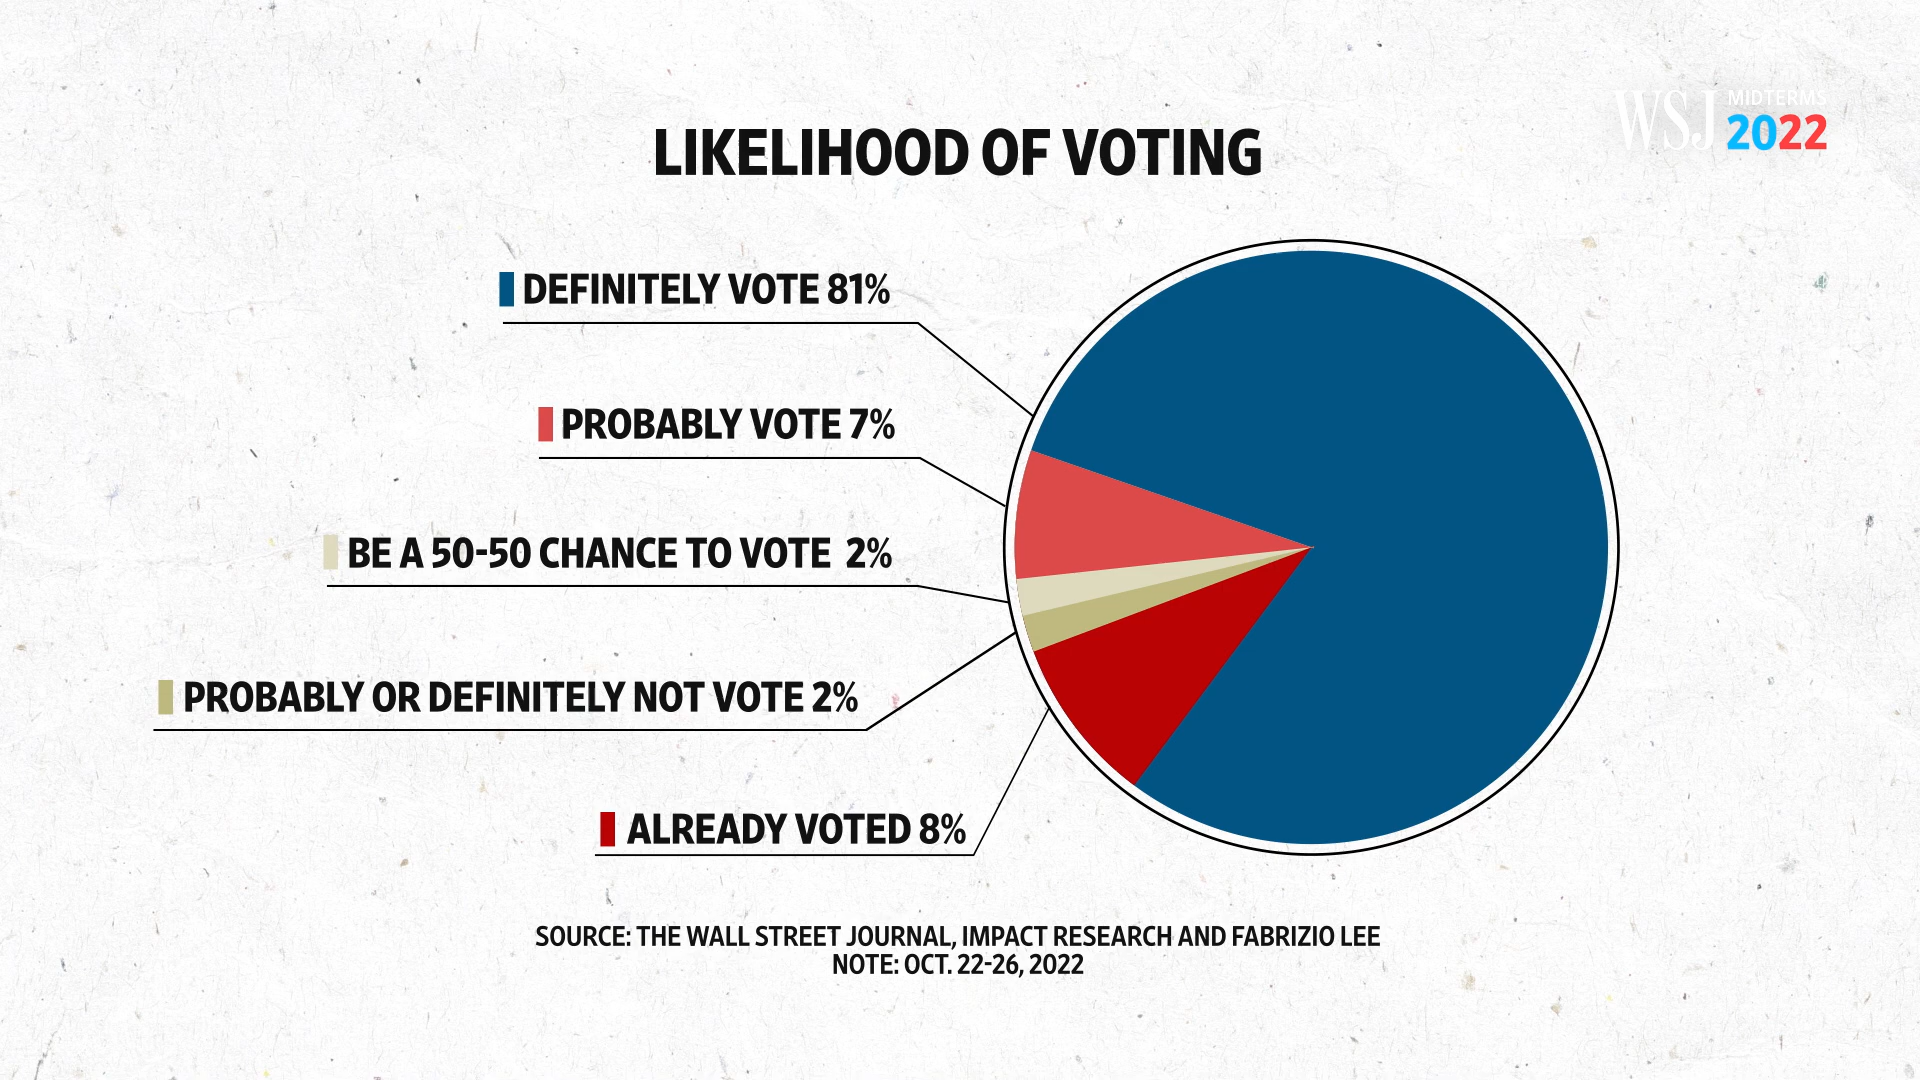 WSJ MIDTERMS
2022
LIKELIHOOD OF VOTING
DEFINITELY VOTE 81%
PROBABLY VOTE 7%
BE A 50-50 CHANCE TO VOTE 2%
PROBABLY OR DEFINITELY NOT VOTE 2%
ALREADY VOTED 8%
SOURCE: THE WALL STREET JOURNAL, IMPACT RESEARCH AND FABRIZIO LEE
NOTE: OCT. 22-26, 2022